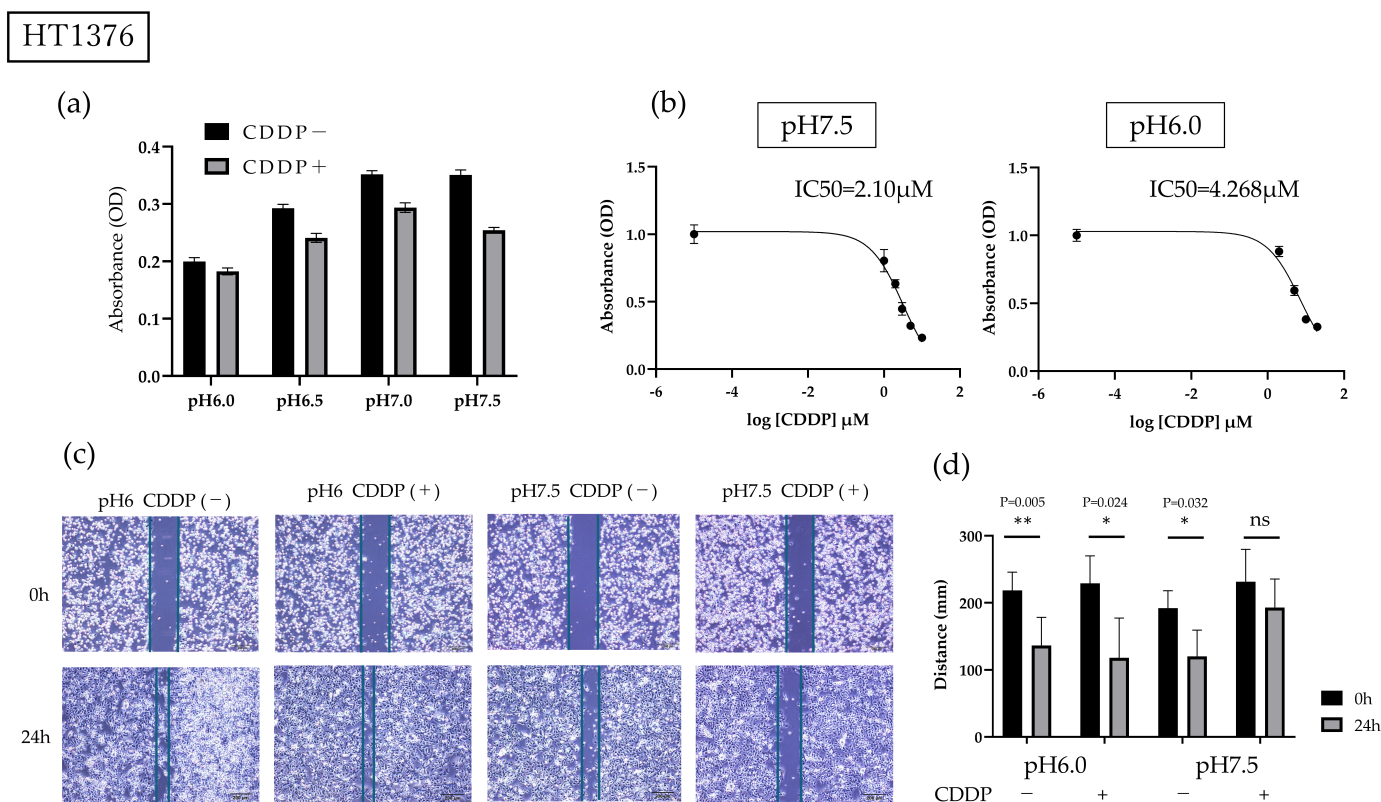 HT1376
(a)
CDDP−
CDDP+
0.4
0.3
0.2
0.1
0.0
Absorbance (OD)
pH6.0 pH6.5 pH7.0 pH7.5
(b)
pH7.5
IC50=2.10µM
1.5
1.0
0.5
0.0
Absorbance (OD)
-6 -4 -2 0 2
log [CDDP] µM
pH6.0
IC50=4.268µM
1.5
1.0
0.5
0.0
Absorbance (OD)
-6 -4 -2 0 2
log [CDDP] µM
(c)
pH6 CDDP (−) pH6 CDDP (+) pH7.5 CDDP (−) pH7.5 CDDP (+)
0h
24h
(d)
P=0.005 P=0.024 P=0.032
** * * ns
300
200
100
0
Distance (mm)
0h
24h
pH6.0 pH7.5
CDDP − + − +